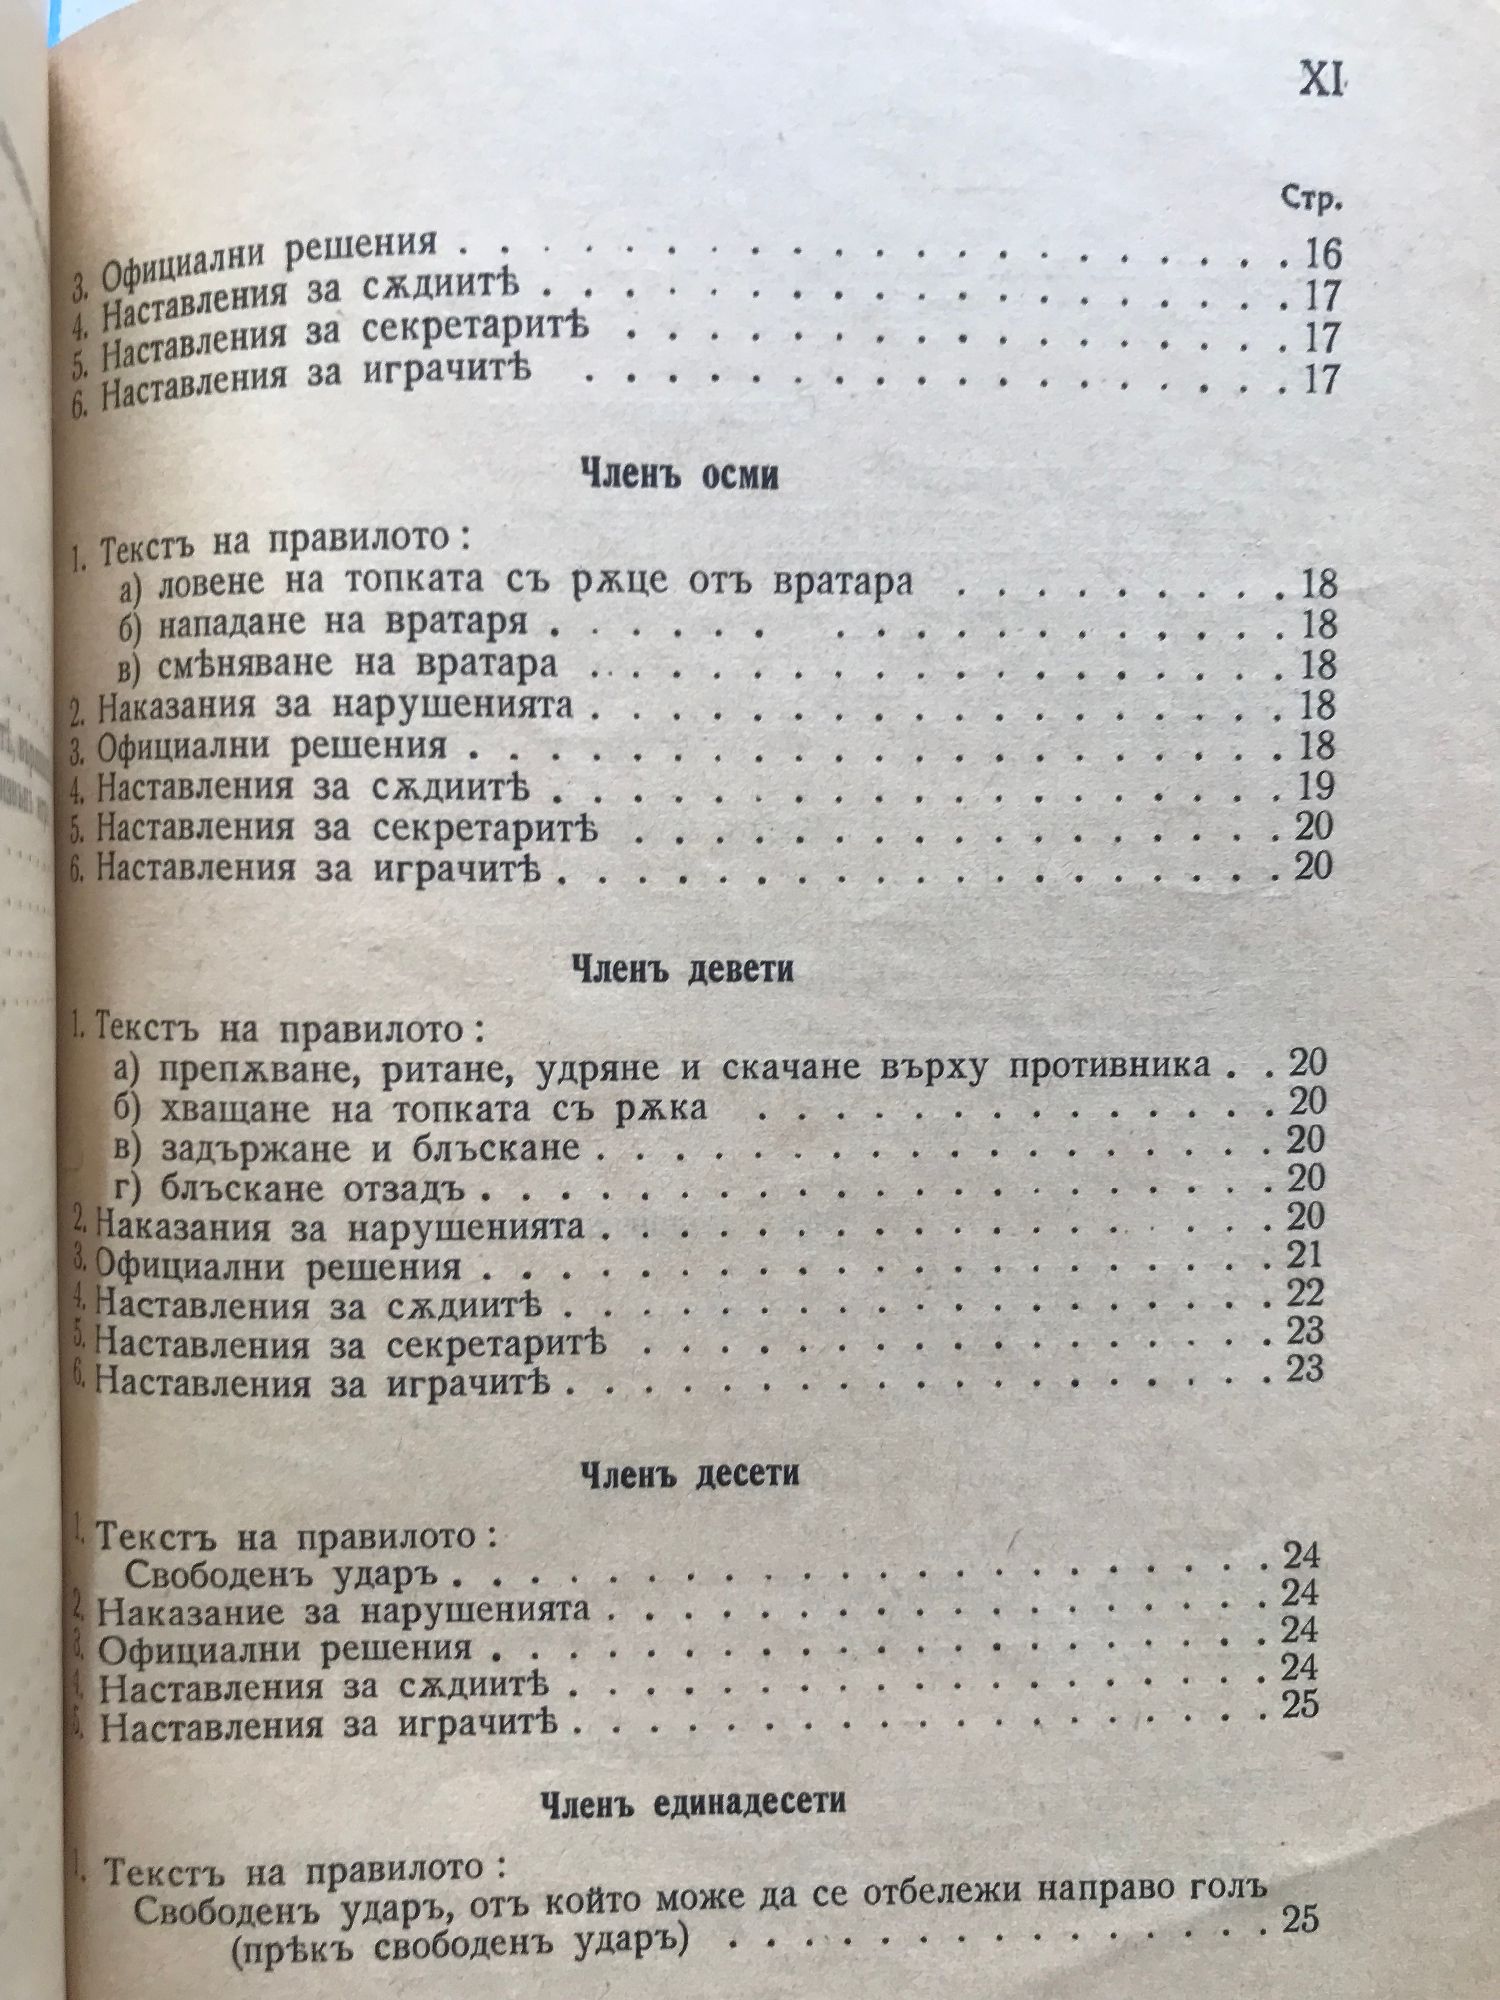 XI
Стр.
3. Официални решения . . . . . . . . . . . . . . . . . . . . . 16
4. Наставления за сѫдиитѣ . . . . . . . . . . . . . . . . . . . 17
5. Наставления за секретаритѣ . . . . . . . . . . . . . . . . . 17
6. Наставления за играчитѣ . . . . . . . . . . . . . . . . . . 17
Членъ осми
1. Текстъ на правилото :
а) ловене на топката съ рѫце отъ вратара . . . . . . . . . 18
б) нападане на вратаря . . . . . . . . . . . . . . . . . . 18
в) смѣняване на вратара . . . . . . . . . . . . . . . . . . 18
2. Наказания за нарушенията . . . . . . . . . . . . . . . . . . 18
3. Официални решения . . . . . . . . . . . . . . . . . . . . . 18
4. Наставления за сѫдиитѣ . . . . . . . . . . . . . . . . . . . 19
5. Наставления за секретаритѣ . . . . . . . . . . . . . . . . . 20
6. Наставления за играчитѣ . . . . . . . . . . . . . . . . . . . 20
Членъ девети
1. Текстъ на правилото :
а) препѫване, ритане, удряне и скачане върху противника . . 20
б) хващане на топката съ рѫка . . . . . . . . . . . . . . 20
в) задържане и блъскане . . . . . . . . . . . . . . . . . . 20
г) блъскане отзадъ . . . . . . . . . . . . . . . . . . . . . 20
2. Наказания за нарушенията . . . . . . . . . . . . . . . . . . 20
3. Официални решения . . . . . . . . . . . . . . . . . . . . . 21
4. Наставления за сѫдиитѣ . . . . . . . . . . . . . . . . . . . 22
5. Наставления за секретаритѣ . . . . . . . . . . . . . . . . . 23
6. Наставления за играчитѣ . . . . . . . . . . . . . . . . . . . 23
Членъ десети
1. Текстъ на правилото :
Свободенъ ударъ . . . . . . . . . . . . . . . . . . . . . . 24
2. Наказание за нарушенията . . . . . . . . . . . . . . . . . . 24
3. Официални решения . . . . . . . . . . . . . . . . . . . . . 24
4. Наставления за сѫдиитѣ . . . . . . . . . . . . . . . . . . . 24
5. Наставления за играчитѣ . . . . . . . . . . . . . . . . . . . 25
Членъ единадесети
1. Текстъ на правилото :
Свободенъ ударъ, отъ който може да се отбележи направо голъ
(прѣкъ свободенъ ударъ) . . . . . . . . . . . . . . . 25